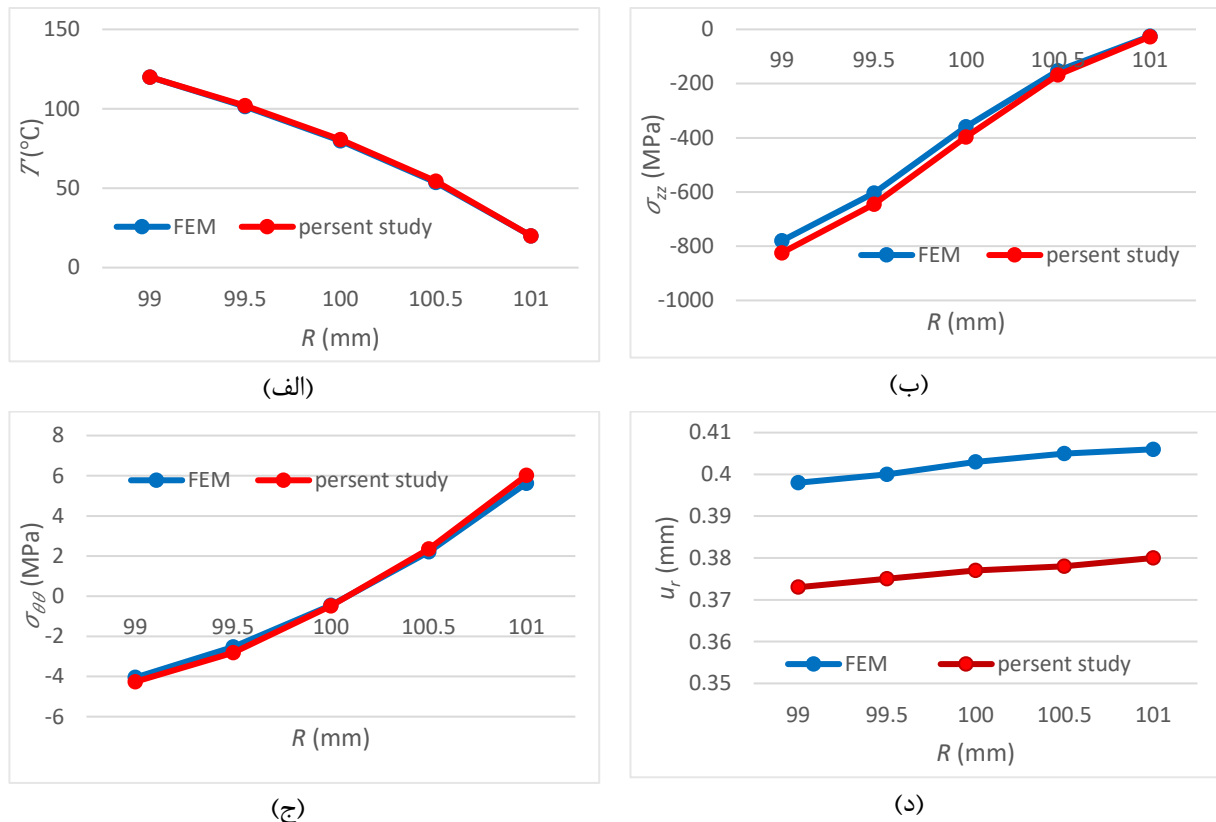 150
100
50
0
T(°C)
FEM
persent study
99 99.5 100 100.5 101
R (mm)
(الف)
0
-200
-400
-600
-800
-1000
σzz (MPa)
99 99.5 100 100.5 101
FEM
persent study
R (mm)
(ب)
8
6
4
2
0
-2
-4
-6
σθθ (MPa)
FEM
persent study
99 99.5 100 100.5 101
R (mm)
(ج)
0.41
0.4
0.39
0.38
0.37
0.36
0.35
ur (mm)
FEM
persent study
99 99.5 100 100.5 101
R (mm)
(د)